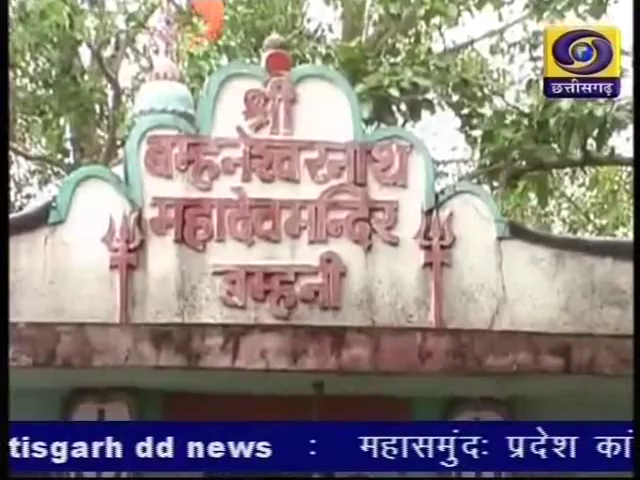 छत्तीसगढ़
श्री
बम्हनेश्वरनाथ
महादेवमन्दिर
बम्हनी
tisgarh dd news : महासमुंदः प्रदेश कां